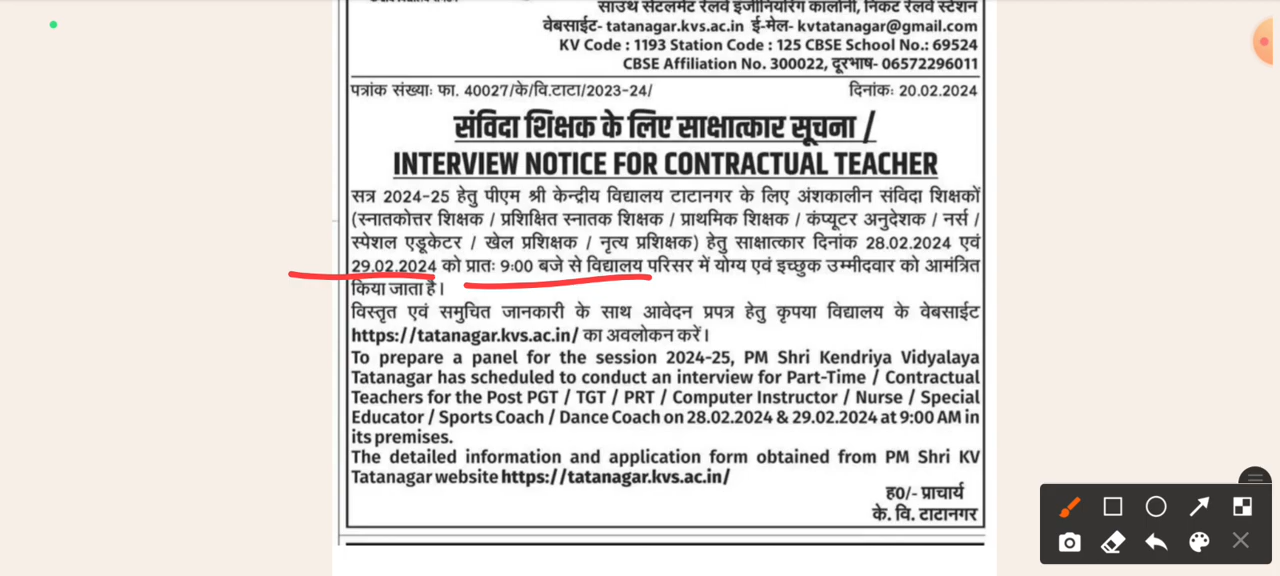 साउथ सेटलमेंट रेलवे इंजीनियरिंग कालोनी, निकट रेलवे स्टेशन
वेबसाईट- tatanagar.kvs.ac.in ई-मेल- kvtatanagar@gmail.com
KV Code : 1193 Station Code : 125 CBSE School No.: 69524
CBSE Affiliation No. 300022, दूरभाष- 06572296011
पत्रांक संख्याः फा. 40027/के/वि.टाटा/2023-24/ दिनांकः 20.02.2024
संविदा शिक्षक के लिए साक्षात्कार सूचना /
INTERVIEW NOTICE FOR CONTRACTUAL TEACHER
सत्र 2024-25 हेतु पीएम श्री केन्द्रीय विद्यालय टाटानगर के लिए अंशकालीन संविदा शिक्षकों
(स्नातकोत्तर शिक्षक / प्रशिक्षित स्नातक शिक्षक / प्राथमिक शिक्षक / कंप्यूटर अनुदेशक / नर्स /
स्पेशल एडूकेटर / खेल प्रशिक्षक / नृत्य प्रशिक्षक) हेतु साक्षात्कार दिनांक 28.02.2024 एवं
29.02.2024 को प्रातः 9:00 बजे से विद्यालय परिसर में योग्य एवं इच्छुक उम्मीदवार को आमंत्रित
किया जाता है।
विस्तृत एवं समुचित जानकारी के साथ आवेदन प्रपत्र हेतु कृपया विद्यालय के वेबसाईट
https://tatanagar.kvs.ac.in/ का अवलोकन करें।
To prepare a panel for the session 2024-25, PM Shri Kendriya Vidyalaya
Tatanagar has scheduled to conduct an interview for Part-Time / Contractual
Teachers for the Post PGT / TGT / PRT / Computer Instructor / Nurse / Special
Educator / Sports Coach / Dance Coach on 28.02.2024 & 29.02.2024 at 9:00 AM in
its premises.
The detailed information and application form obtained from PM Shri KV
Tatanagar website https://tatanagar.kvs.ac.in/
ह0/- प्राचार्य
के. वि. टाटानगर